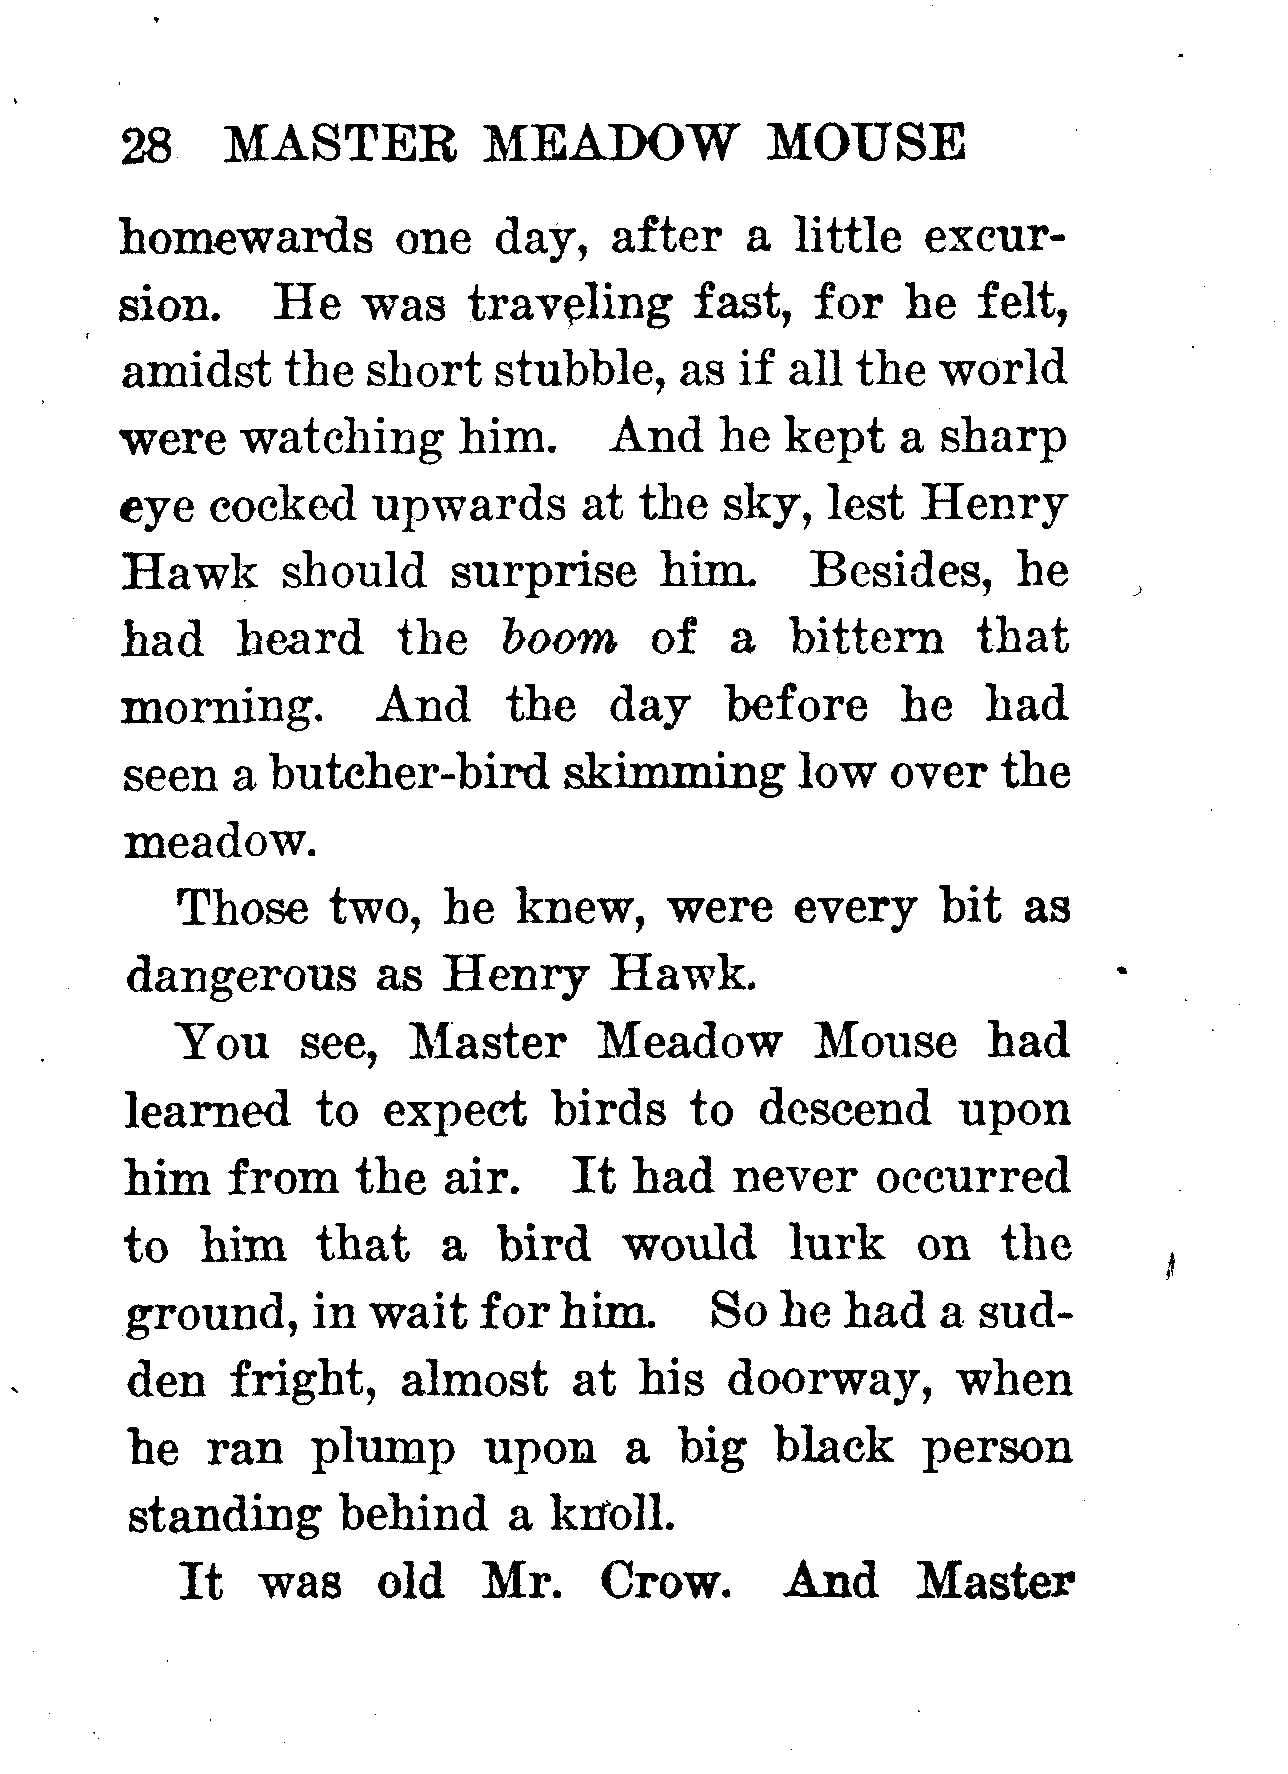 28 MASTER MEADOW MOUSE
homewards one day, after a little excur-
sion. He was traveling fast, for he felt,
amidst the short stubble, as if all the world
were watching him. And he kept a sharp
eye cocked upwards at the sky, lest Henry
Hawk should surprise him. Besides, he
had heard the boom of a bittern that
morning. And the day before he had
seen a butcher-bird skimming low over the
meadow.
Those two, he knew, were every bit as
dangerous as Henry Hawk.
You see, Master Meadow Mouse had
learned to expect birds to descend upon
him from the air. It had never occurred
to him that a bird would lurk on the
ground, in wait for him. So he had a sud-
den fright, almost at his doorway, when
he ran plump upon a big black person
standing behind a knoll.
It was old Mr. Crow. And Master